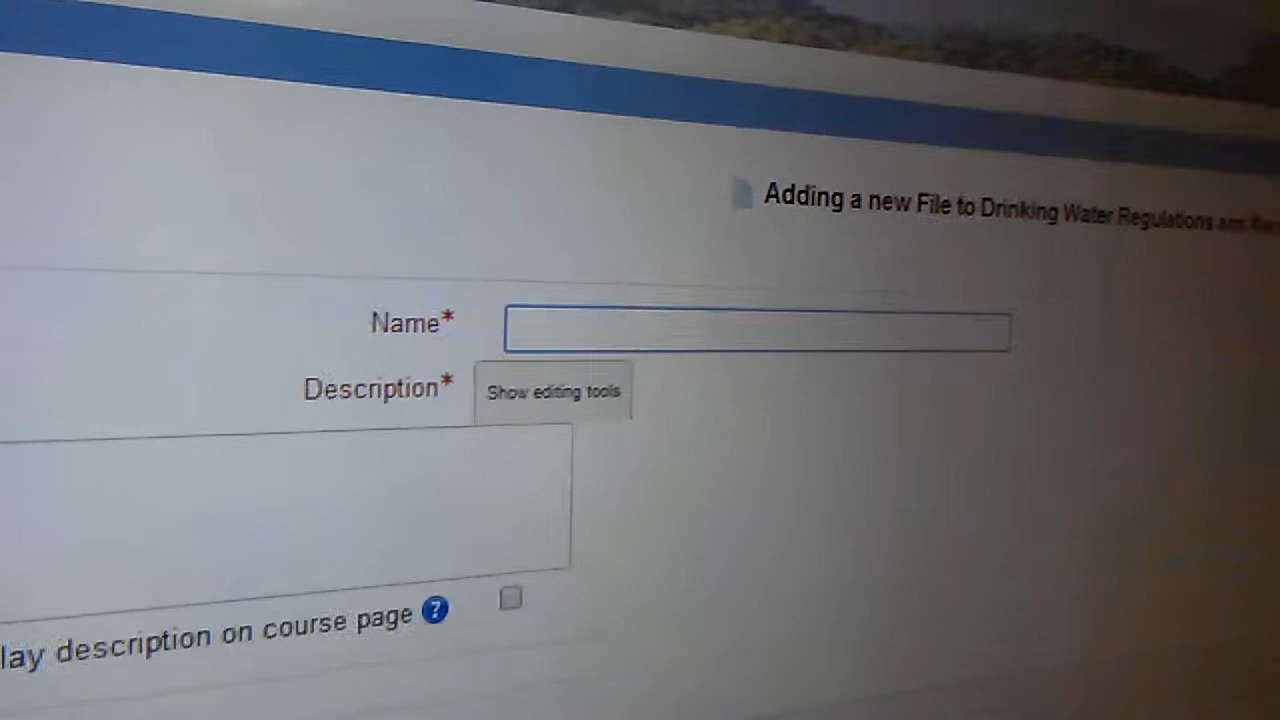 Adding a new File to Drinking Water Regulations and
Name*
Description*
Show editing tools
lay description on course page ?